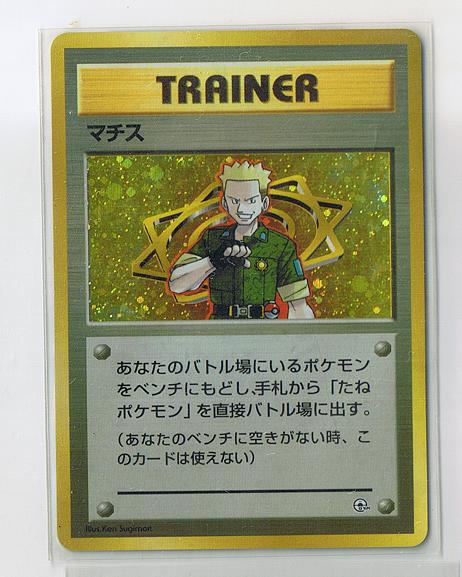 TRAINER
マチス
あなたのバトル場にいるポケモン
をベンチにもどし、手札から「たね
ポケモン」を直接バトル場に出す。
(あなたのベンチに空きがない時、こ
のカードは使えない)
Illus. Ken Sugimori